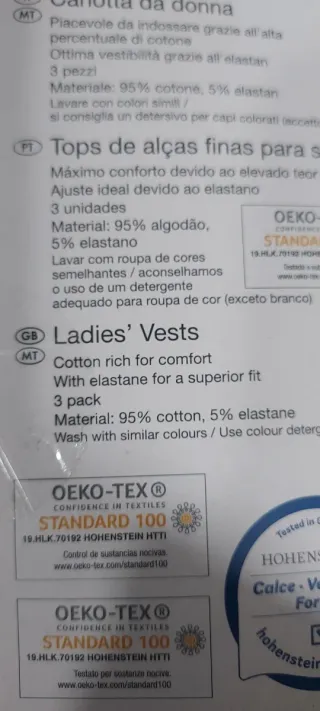 Canotta da donna
MT
Piacevole da indossare grazie all'alta
percentuale di cotone
Ottima vestibilità grazie all'elastan
3 pezzi
Materiale: 95% cotone, 5% elastan
Lavare con colori simili /
si consiglia un detersivo per capi colorati
PT Tops de alças finas para s
Máximo conforto devido ao elevado teor
Ajuste ideal devido ao elastano
3 unidades
Material: 95% algodão,
5% elastano
Lavar com roupa de cores
semelhantes / aconselhamos
o uso de um detergente
adequado para roupa de cor (exceto branco)
OEKO-
CONFIDENCE
STANDA
19.HLK.70192 HOHE
GB Ladies' Vests
MT Cotton rich for comfort
With elastane for a superior fit
3 pack
Material: 95% cotton, 5% elastane
Wash with similar colours / Use colour deterg
OEKO-TEX®
CONFIDENCE IN TEXTILES
STANDARD 100
19.HLK.70192 HOHENSTEIN HTTI
Control de sustancias nocivas.
www.oeko-tex.com/standard100
OEKO-TEX®
CONFIDENCE IN TEXTILES
STANDARD 100
19.HLK.70192 HOHENSTEIN HTTI
Testato per sostanze nocive.
www.oeko-tex.com/standard100
Tested in G
HOHENS
Calce · Ve
For
hohenstein